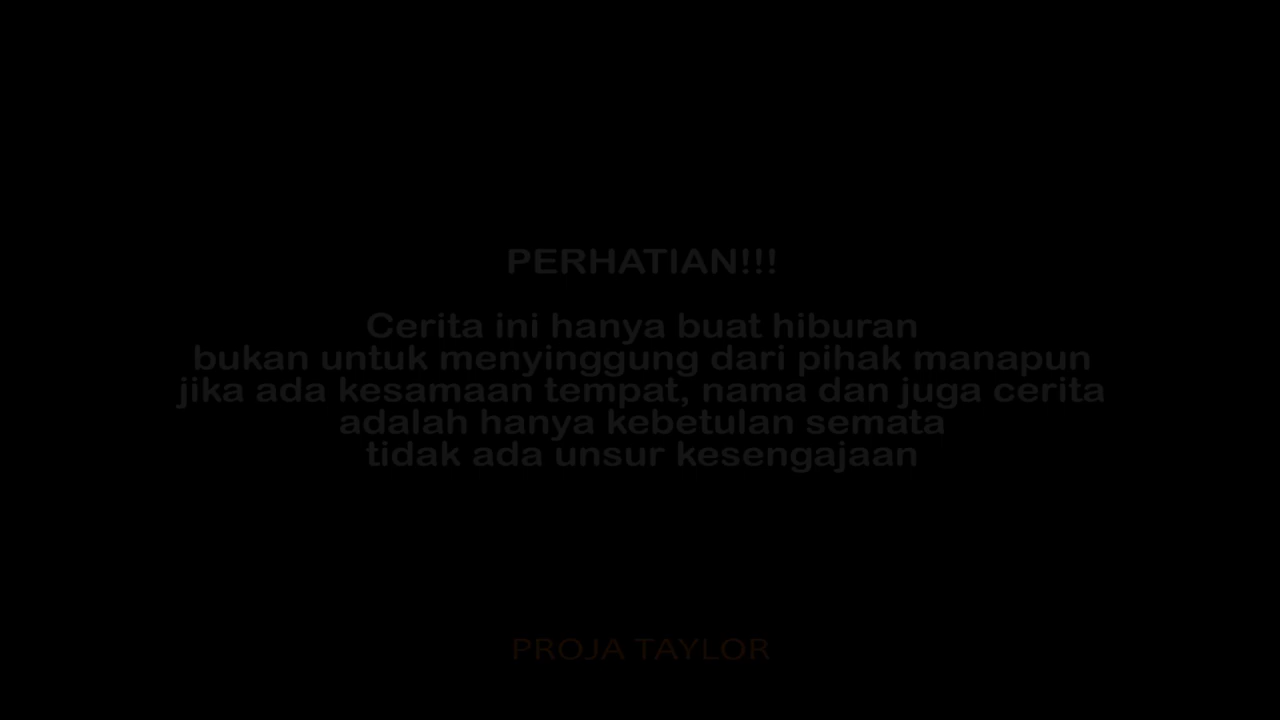 PERHATIAN!!!
Cerita ini hanya buat hiburan
bukan untuk menyinggung dari pihak manapun
jika ada kesamaan tempat, nama dan juga cerita
adalah hanya kebetulan semata
tidak ada unsur kesengajaan
PROJA TAYLOR